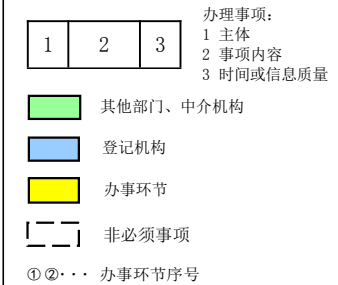 办理事项:
1 2 3
1 主体
2 事项内容
3 时间或信息质量
其他部门、中介机构
登记机构
办事环节
非必须事项
①②··· 办事环节序号